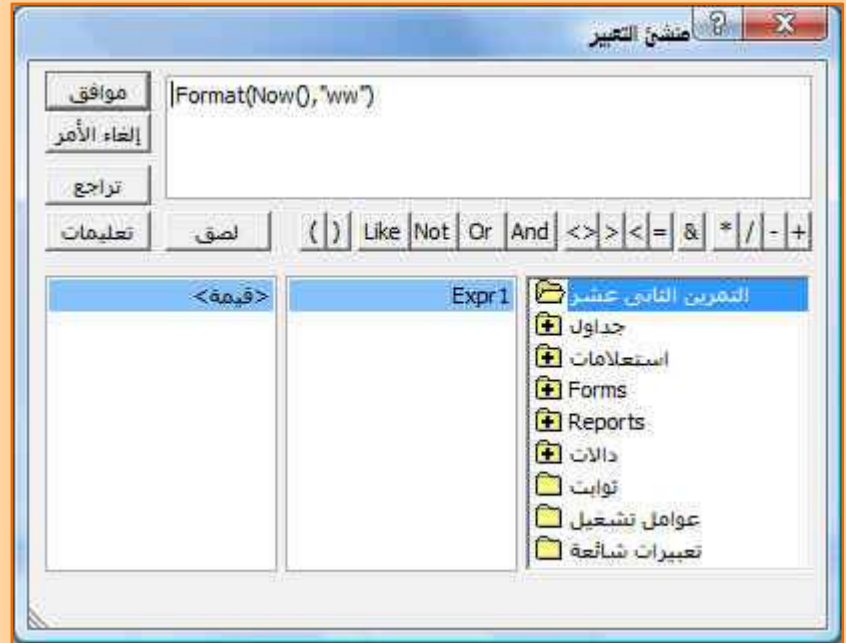 منشئ التعبير
Format(Now(),"ww")
موافق
إلغاء الأمر
تراجع
تعليمات
لصق
( ) Like Not Or And <> > < = & * / - +
التمرين الثانى عشر
جداول
استعلامات
Forms
Reports
دالات
ثوابت
عوامل تشغيل
تعبيرات شائعة
Expr1
<قيمة>